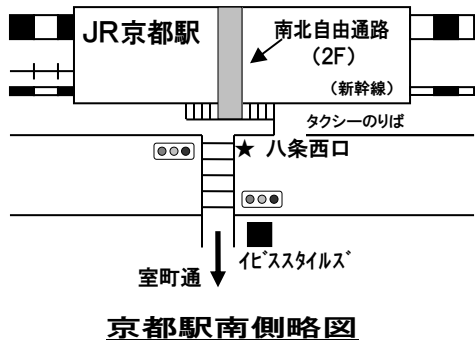 JR京都駅
南北自由通路
(2F)
(新幹線)
タクシーのりば
★ 八条西口
イビススタイルズ
室町通
京都駅南側略図